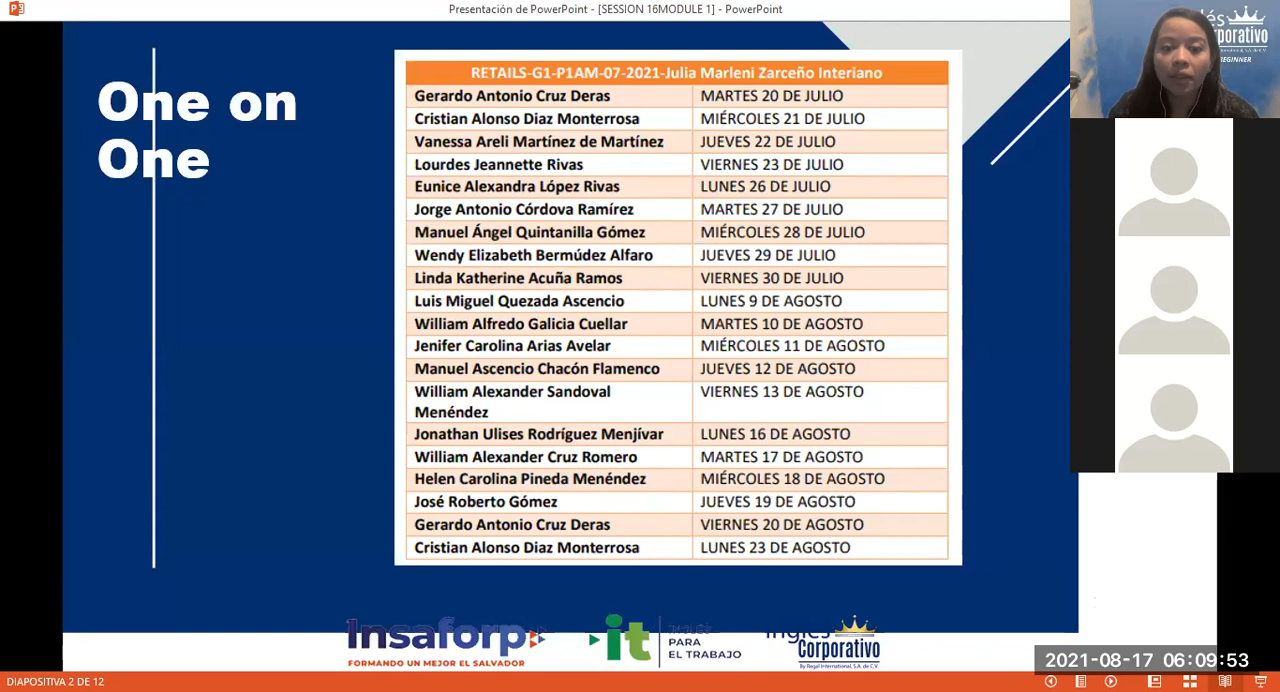 Presentación de PowerPoint - [SESSION 16MODULE 1] - PowerPoint
One on
One
RETAILS-G1-P1AM-07-2021-Julia Marleni Zarceño Interiano
Gerardo Antonio Cruz Deras MARTES 20 DE JULIO
Cristian Alonso Diaz Monterrosa MIÉRCOLES 21 DE JULIO
Vanessa Areli Martínez de Martínez JUEVES 22 DE JULIO
Lourdes Jeannette Rivas VIERNES 23 DE JULIO
Eunice Alexandra López Rivas LUNES 26 DE JULIO
Jorge Antonio Córdova Ramírez MARTES 27 DE JULIO
Manuel Ángel Quintanilla Gómez MIÉRCOLES 28 DE JULIO
Wendy Elizabeth Bermúdez Alfaro JUEVES 29 DE JULIO
Linda Katherine Acuña Ramos VIERNES 30 DE JULIO
Luis Miguel Quezada Ascencio LUNES 9 DE AGOSTO
William Alfredo Galicia Cuellar MARTES 10 DE AGOSTO
Jenifer Carolina Arias Avelar MIÉRCOLES 11 DE AGOSTO
Manuel Ascencio Chacón Flamenco JUEVES 12 DE AGOSTO
William Alexander Sandoval VIERNES 13 DE AGOSTO
Menéndez
Jonathan Ulises Rodríguez Menjívar LUNES 16 DE AGOSTO
William Alexander Cruz Romero MARTES 17 DE AGOSTO
Helen Carolina Pineda Menéndez MIÉRCOLES 18 DE AGOSTO
José Roberto Gómez JUEVES 19 DE AGOSTO
Gerardo Antonio Cruz Deras VIERNES 20 DE AGOSTO
Cristian Alonso Diaz Monterrosa LUNES 23 DE AGOSTO
Insaforp
FORMANDO UN MEJOR EL SALVADOR
it
INGLÉS
PARA
EL TRABAJO
Inglés
Corporativo
By Regal International, S.A. de C.V.
2021-08-17 06:09:53
DIAPOSITIVA 2 DE 12